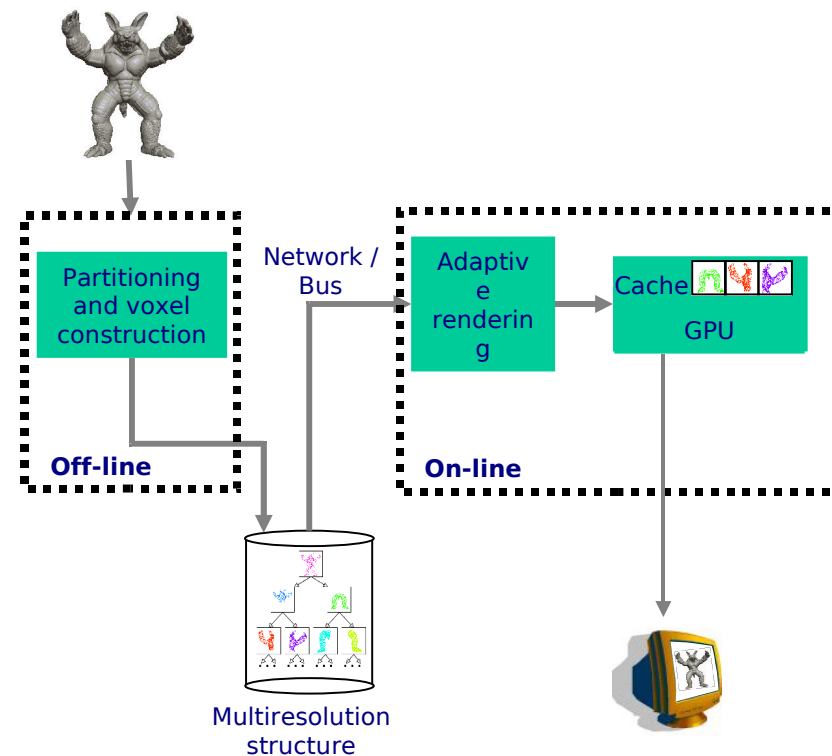 Partitioning
and voxel
construction
Off-line
Network /
Bus
Adaptiv
e
renderin
g
Cache
GPU
On-line
Multiresolution
structure